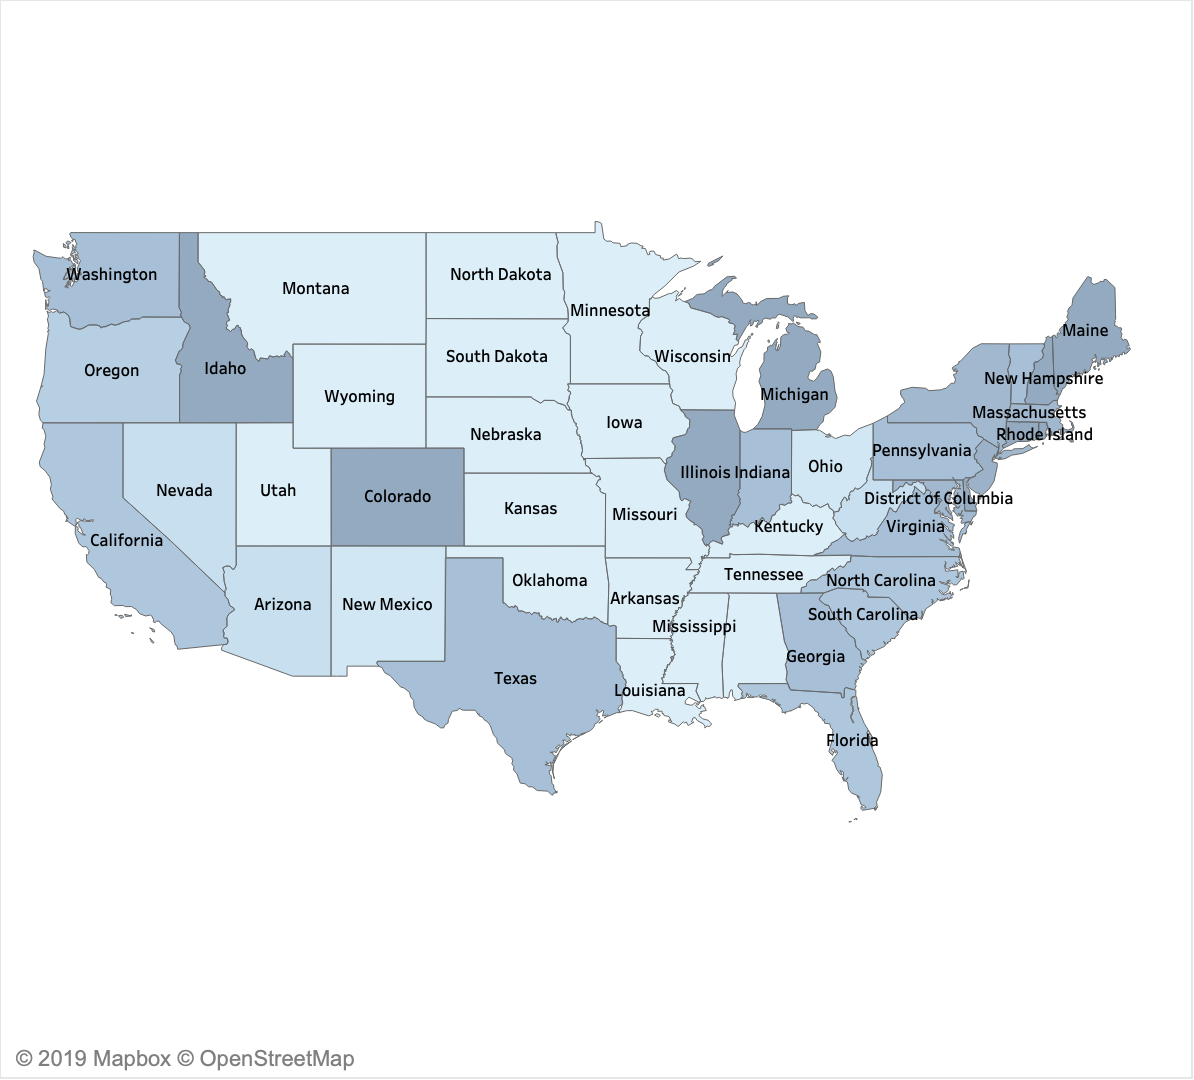 Washington
Montana
North Dakota
Minnesota
Maine
Oregon
Idaho
South Dakota
Wisconsin
Wyoming
Michigan
New Hampshire
Massachusetts
Iowa
Nebraska
Rhode Island
Pennsylvania
Nevada
Utah
Colorado
Illinois
Indiana
Ohio
District of Columbia
Kansas
Missouri
Kentucky
Virginia
California
Oklahoma
Tennessee
North Carolina
Arizona
New Mexico
Arkansas
South Carolina
Mississippi
Georgia
Texas
Louisiana
Florida
© 2019 Mapbox © OpenStreetMap